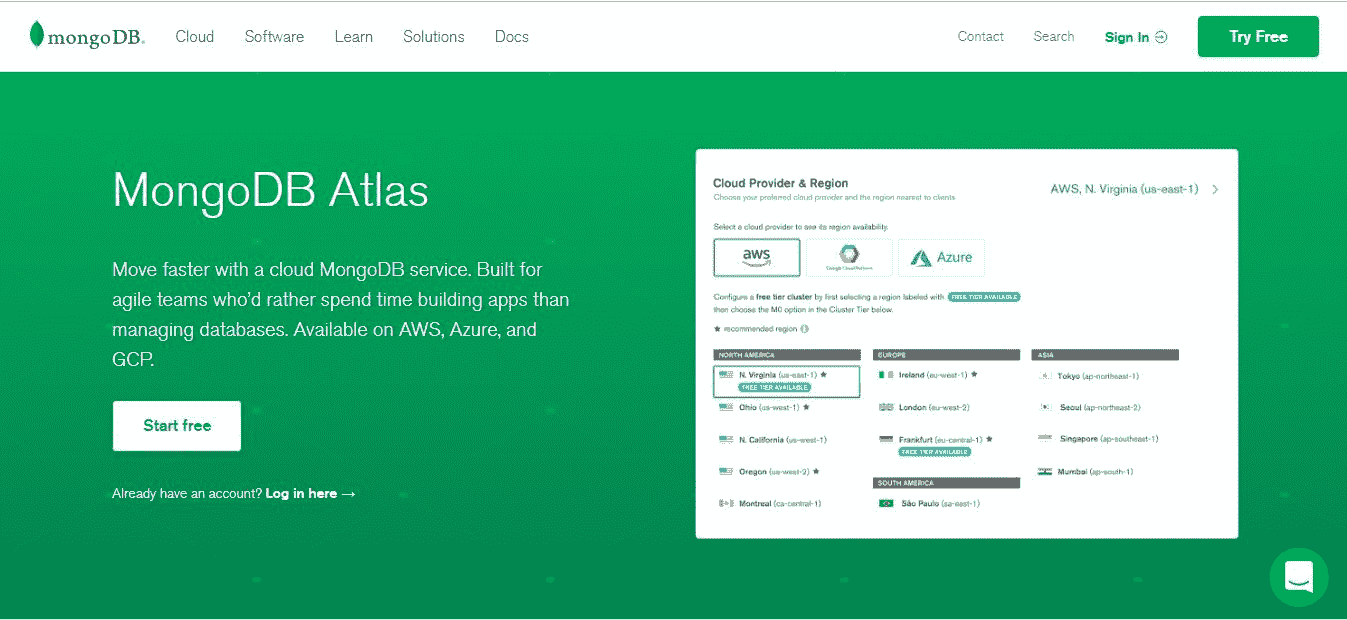 mongoDB.
Cloud
Software
Learn
Solutions
Docs
Contact
Search
Sign In
Try Free
MongoDB Atlas
Move faster with a cloud MongoDB service. Built for
agile teams who'd rather spend time building apps than
managing databases. Available on AWS, Azure, and
GCP.
Start free
Already have an account? Log in here →
Cloud Provider & Region
AWS, N. Virginia (us-east-1)
Choose your preferred cloud provider and the region nearest to clients
Select a cloud provider to see its region availability.
aws
Google Cloud Platform
Azure
Configure a free tier cluster by first selecting a region labeled with FREE TIER AVAILABLE
then choose the M0 option in the Cluster Tier below.
★ recommended region
NORTH AMERICA
N. Virginia (us-east-1) ★
FREE TIER AVAILABLE
Ohio (us-west-1) ★
N. California (us-west-1)
Oregon (us-west-2) ★
Montreal (ca-central-1)
EUROPE
Ireland (eu-west-1) ★
London (eu-west-2)
Frankfurt (eu-central-1) ★
FREE TIER AVAILABLE
SOUTH AMERICA
São Paulo (sa-east-1)
ASIA
Tokyo (ap-northeast-1)
Seoul (ap-northeast-2)
Singapore (ap-southeast-1)
Mumbai (ap-south-1)